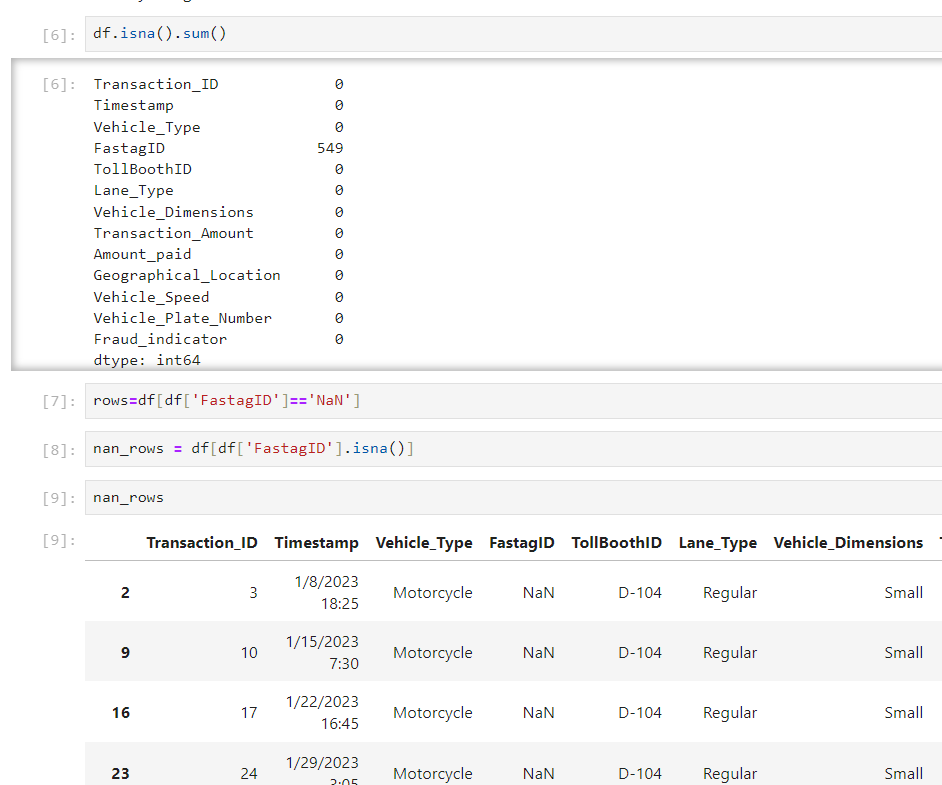 [6]: df.isna().sum()
[6]: Transaction_ID 0
Timestamp 0
Vehicle_Type 0
FastagID 549
TollBoothID 0
Lane_Type 0
Vehicle_Dimensions 0
Transaction_Amount 0
Amount_paid 0
Geographical_Location 0
Vehicle_Speed 0
Vehicle_Plate_Number 0
Fraud_indicator 0
dtype: int64
[7]: rows=df[df['FastagID']=='NaN']
[8]: nan_rows = df[df['FastagID'].isna()]
[9]: nan_rows
[9]:
Transaction_ID Timestamp Vehicle_Type FastagID TollBoothID Lane_Type Vehicle_Dimensions
2 3 1/8/2023 18:25 Motorcycle NaN D-104 Regular Small
9 10 1/15/2023 7:30 Motorcycle NaN D-104 Regular Small
16 17 1/22/2023 16:45 Motorcycle NaN D-104 Regular Small
23 24 1/29/2023 Motorcycle NaN D-104 Regular Small